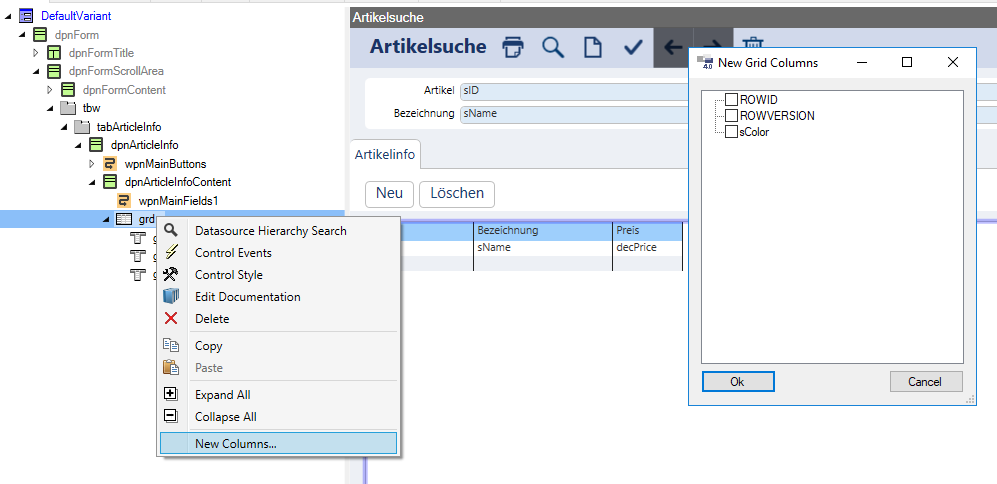 DefaultVariant
dpnForm
dpnFormTitle
dpnFormScrollArea
dpnFormContent
tbw
tabArticleInfo
dpnArticleInfo
wpnMainButtons
dpnArticleInfoContent
wpnMainFields1
grd
Datasource Hierarchy Search
Control Events
Control Style
Edit Documentation
Delete
Copy
Paste
Expand All
Collapse All
New Columns...
Artikelsuche
Artikelsuche
Artikel sID
Bezeichnung sName
Artikelinfo
Neu Löschen
Bezeichnung Preis
sName decPrice
4.0 New Grid Columns
ROWID
ROWVERSION
sColor
Ok Cancel